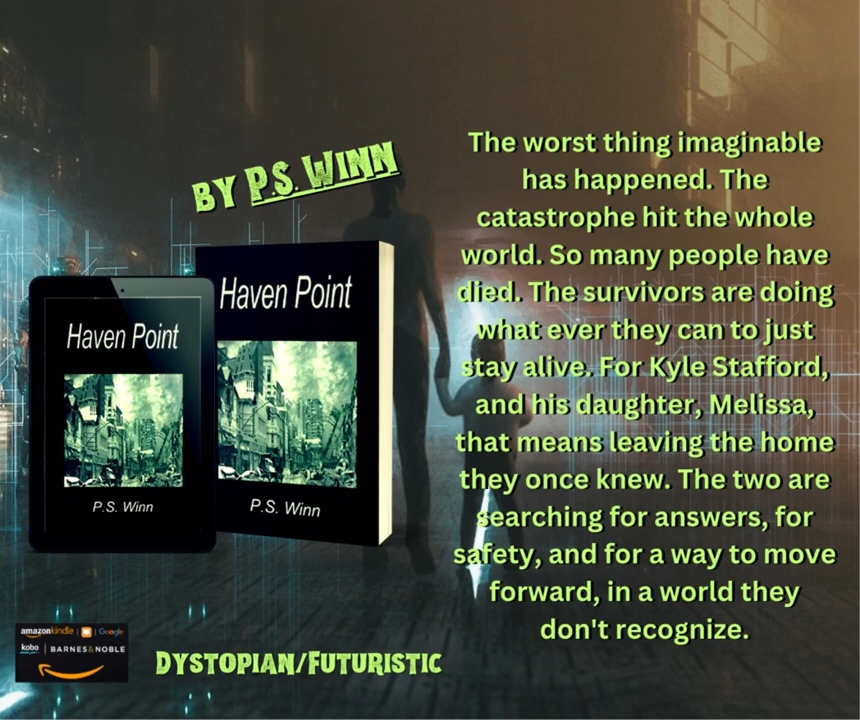 BY P.S. WINN
Haven Point
P.S. Winn
Haven Point
P.S. Winn
The worst thing imaginable
has happened. The
catastrophe hit the whole
world. So many people have
died. The survivors are doing
what ever they can to just
stay alive. For Kyle Stafford,
and his daughter, Melissa,
that means leaving the home
they once knew. The two are
searching for answers, for
safety, and for a way to move
forward, in a world they
don't recognize.
amazonkindle | Google
kobo | BARNES&NOBLE
DYSTOPIAN/FUTURISTIC